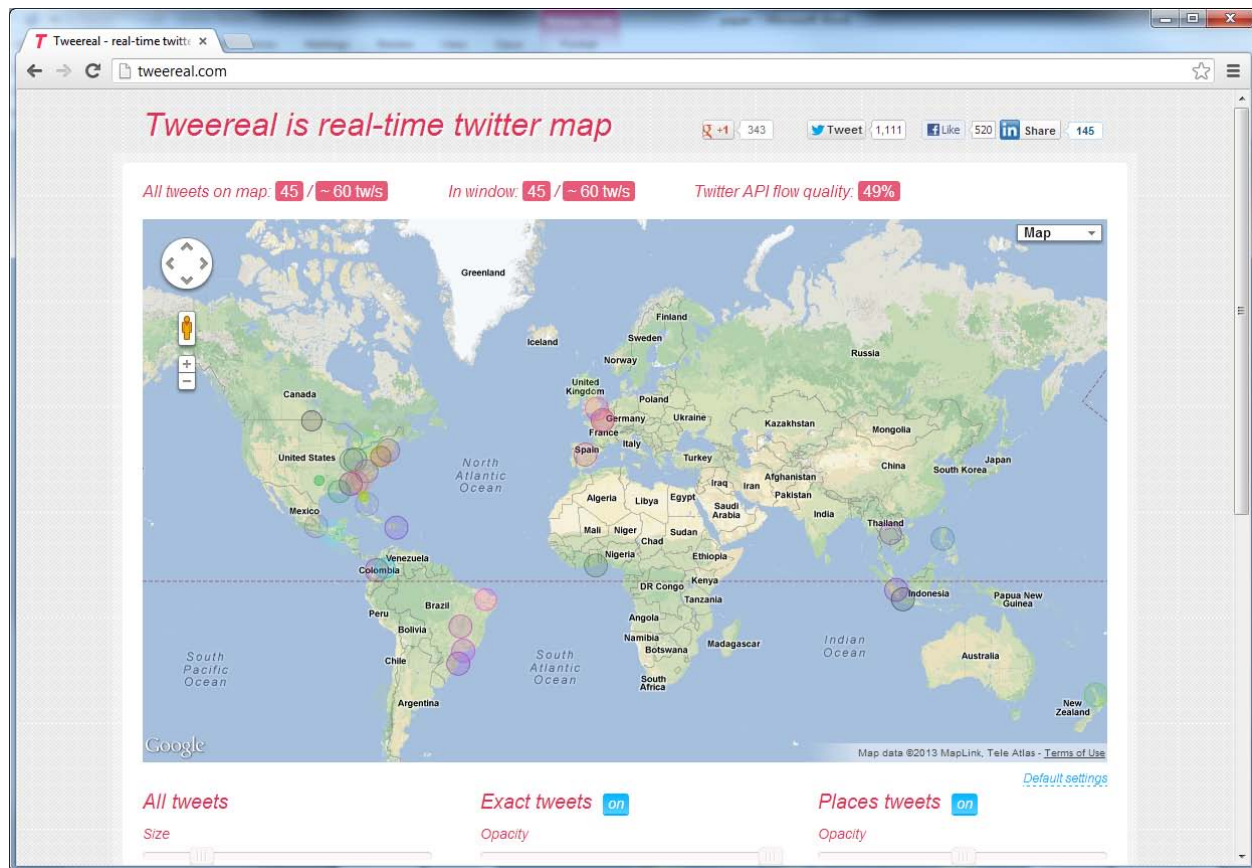 T Tweereal - real-time twitt ×
tweereal.com
Tweereal is real-time twitter map
g +1 343 Tweet 1,111 Like 520 in Share 145
All tweets on map: 45 / ~ 60 tw/s In window: 45 / ~ 60 tw/s Twitter API flow quality: 49%
Map
Greenland
Finland
Iceland
Sweden
Russia
Norway
United Kingdom
Canada
Poland
Germany
Ukraine
Kazakhstan
Mongolia
France
Italy
United States
Spain
North Atlantic Ocean
Turkey
China
South Korea
Japan
Iraq
Iran
Afghanistan
Pakistan
Algeria
Libya
Egypt
Saudi Arabia
Mexico
India
Thailand
Mali
Niger
Sudan
Chad
Nigeria
Ethiopia
Venezuela
Colombia
DR Congo
Kenya
Tanzania
Indonesia
Papua New Guinea
Brazil
Peru
Bolivia
Angola
Namibia
Botswana
Madagascar
Indian Ocean
South Pacific Ocean
Chile
South Atlantic Ocean
Australia
South Africa
Argentina
New Zealand
Google
Map data ©2013 MapLink, Tele Atlas - Terms of Use
Default settings
All tweets Exact tweets on Places tweets on
Size Opacity Opacity